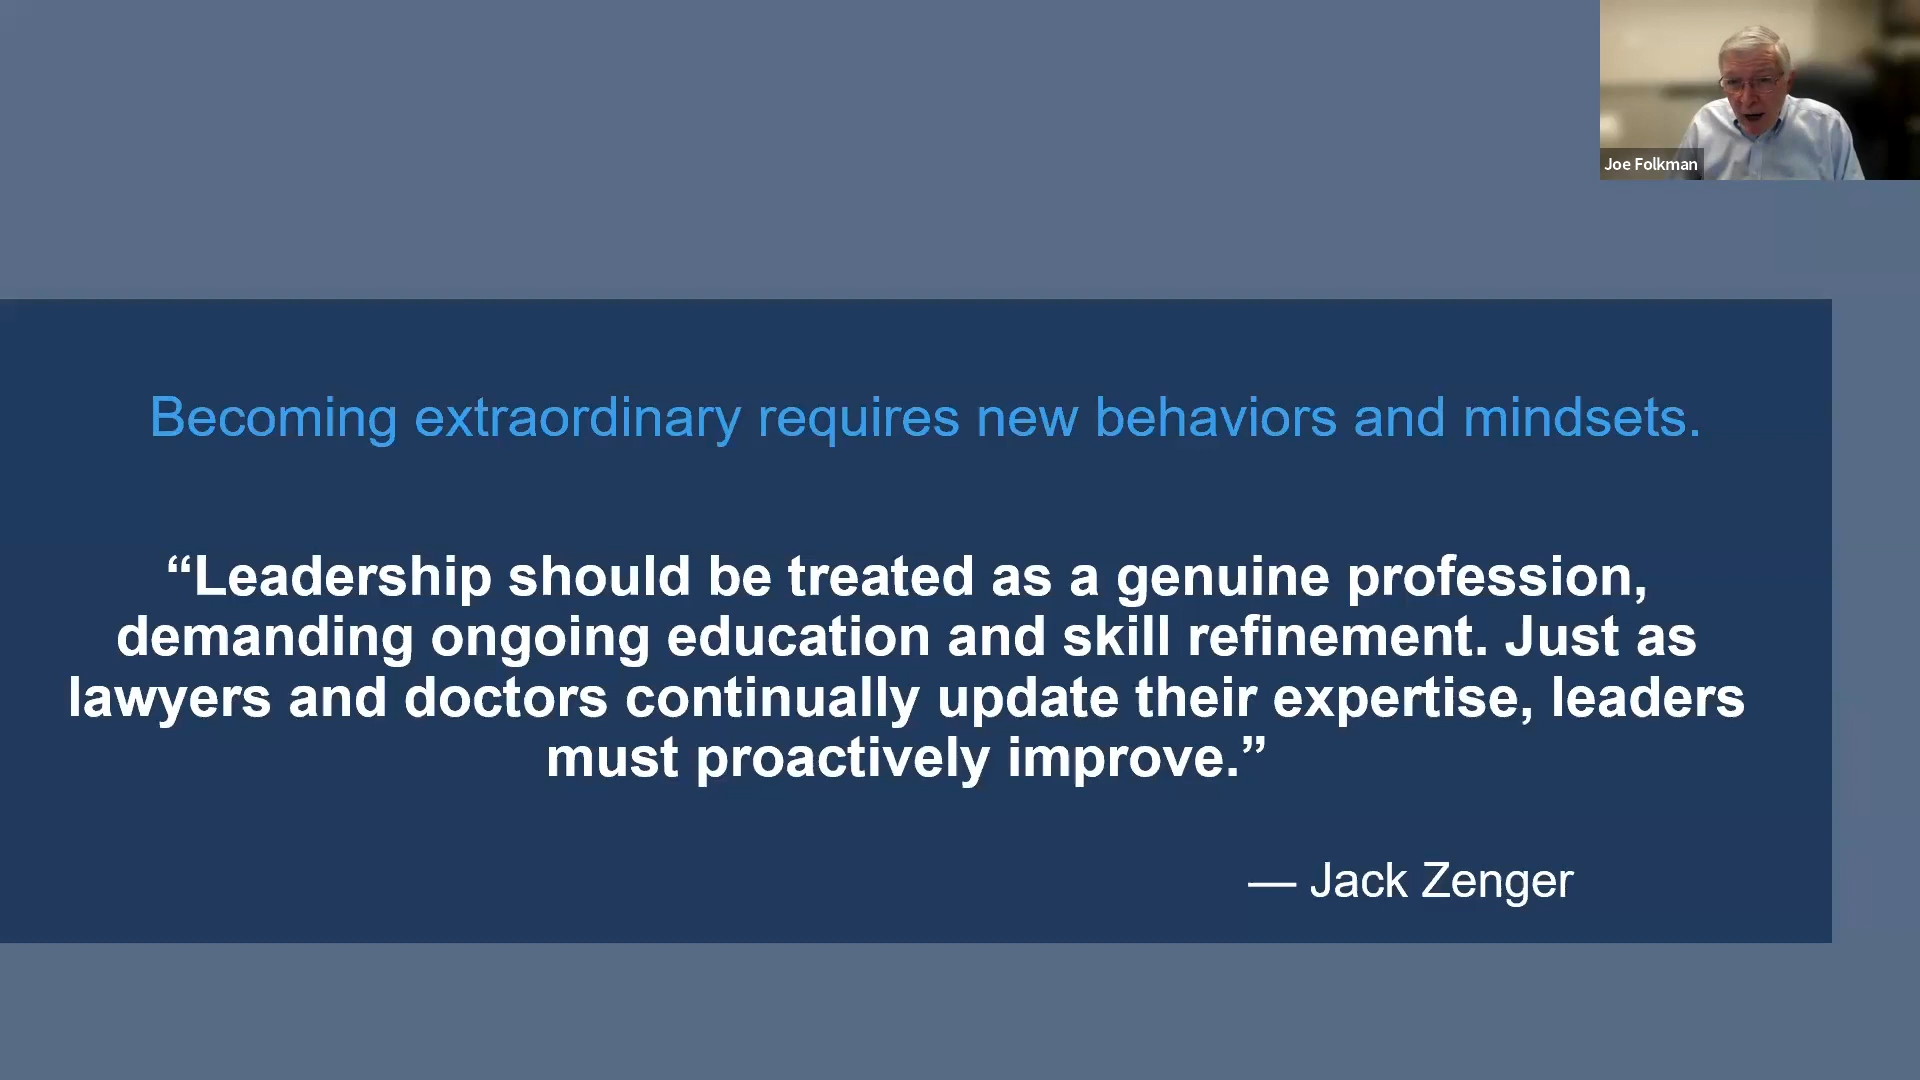 Joe Folkman
Becoming extraordinary requires new behaviors and mindsets.
“Leadership should be treated as a genuine profession,
demanding ongoing education and skill refinement. Just as
lawyers and doctors continually update their expertise, leaders
must proactively improve.”
— Jack Zenger